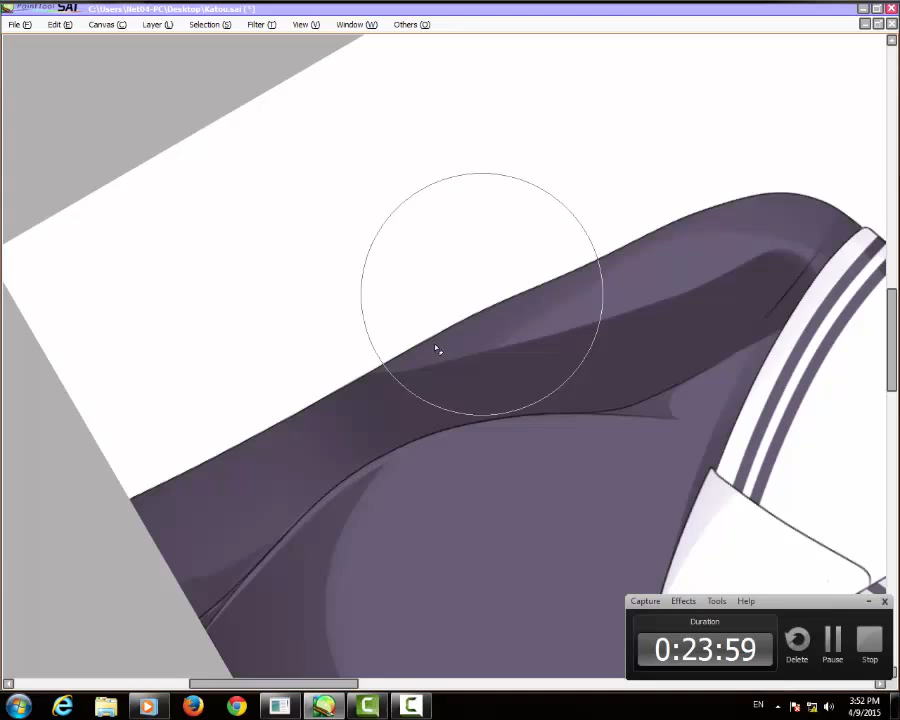 PaintTool SAI C:\Users\Net04-PC\Desktop\Katou.sai (*)
File (F) Edit (E) Canvas (C) Layer (L) Selection (S) Filter (T) View (V) Window (W) Others (O)
Capture Effects Tools Help
Duration
0:23:59
Delete Pause Stop
EN
3:52 PM
4/9/2015